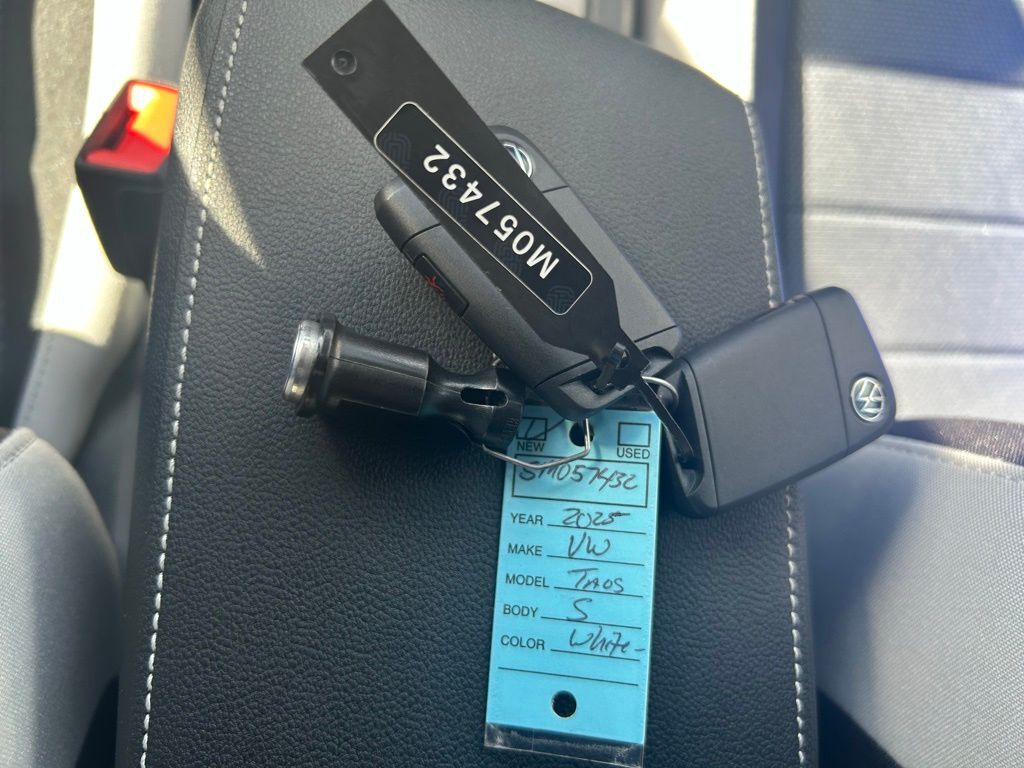 M057432
NEW USED
SM057432
YEAR 2025
MAKE VW
MODEL TAOS
BODY S
COLOR White